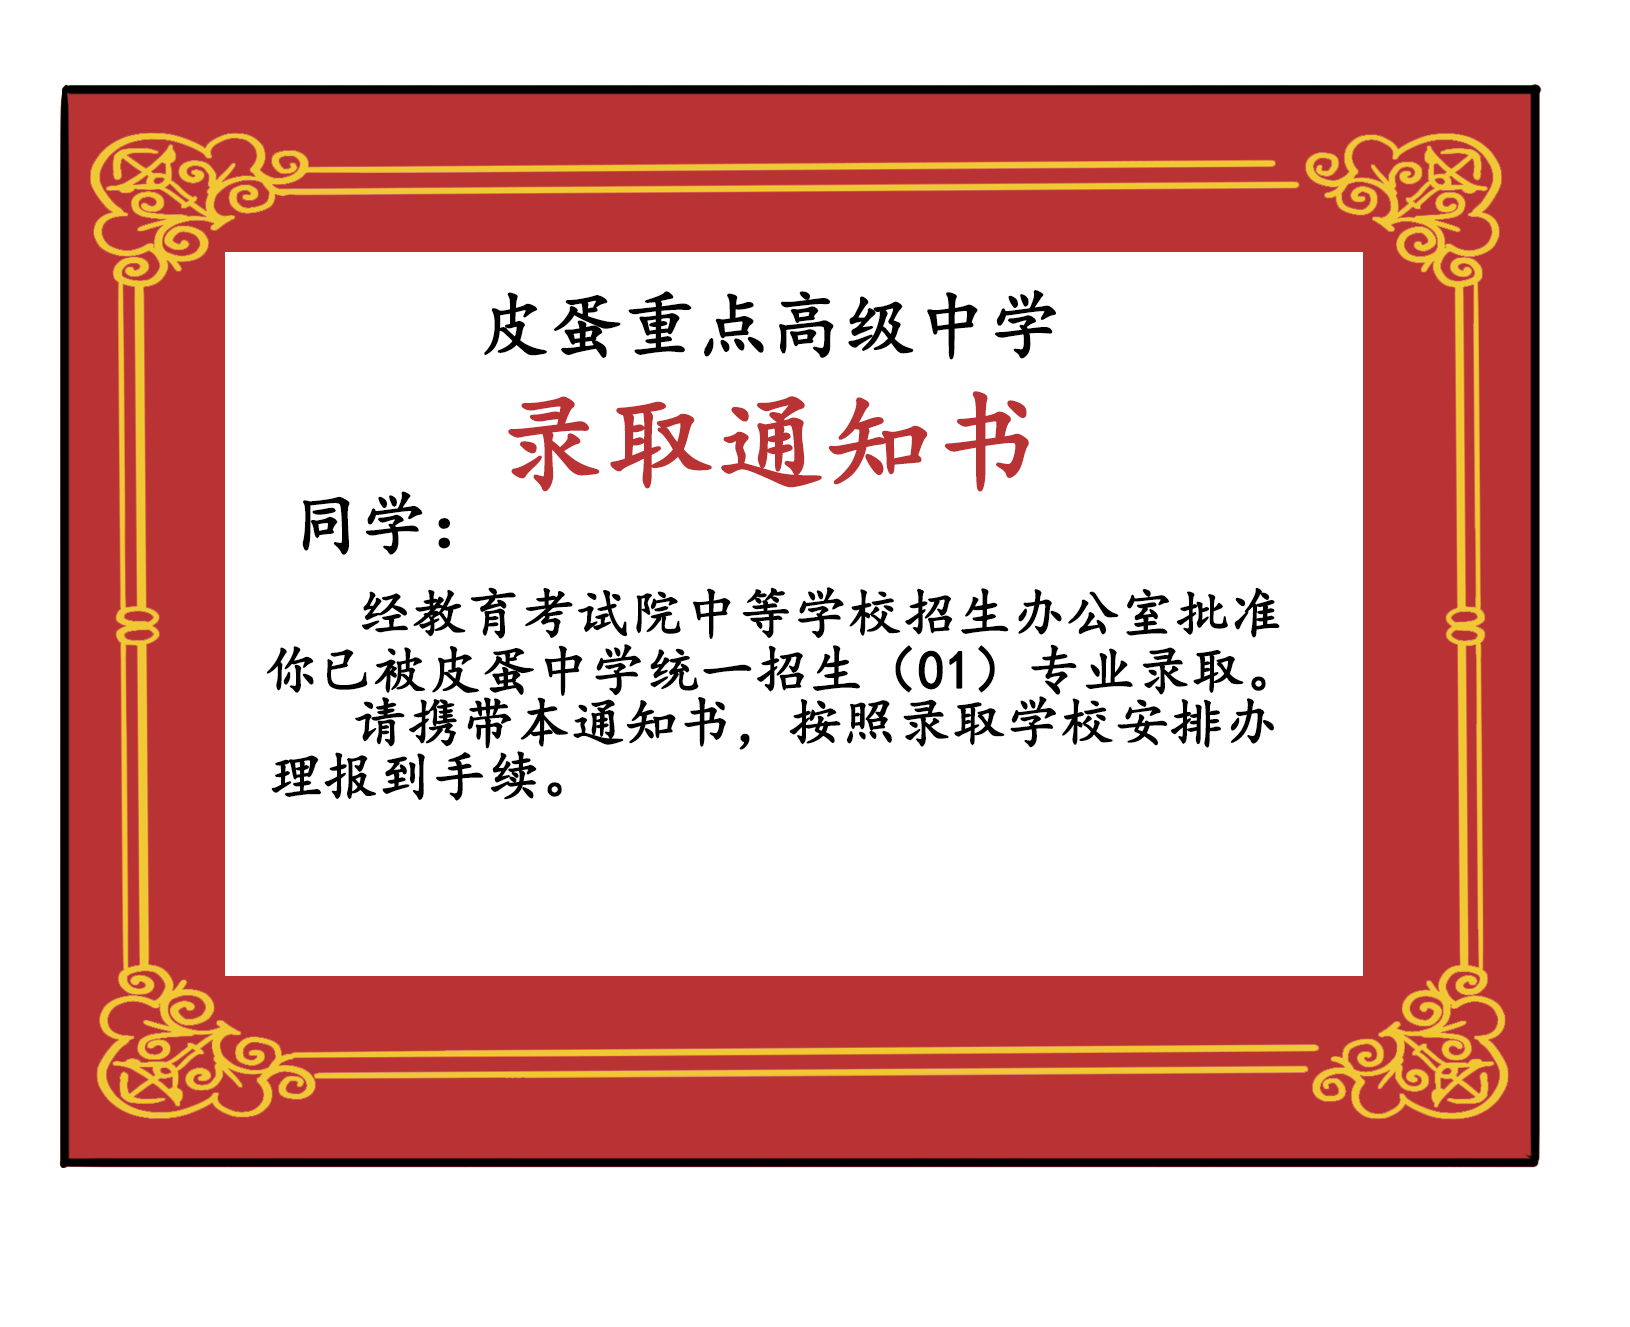 皮蛋重点高级中学
录取通知书
同学：
经教育考试院中等学校招生办公室批准
你已被皮蛋中学统一招生（01）专业录取。
请携带本通知书，按照录取学校安排办
理报到手续。